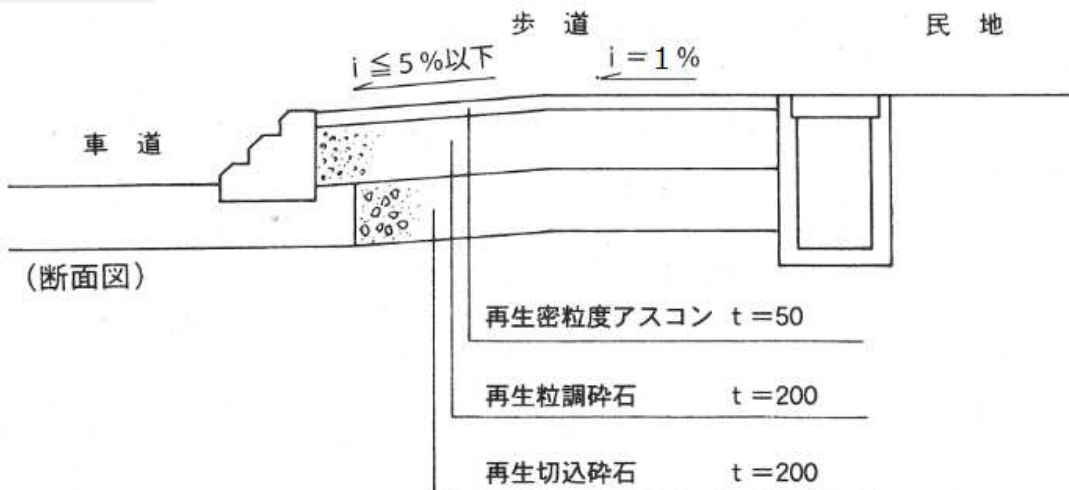 歩 道
民 地
i ≦ 5 %以下
i = 1 %
車 道
(断面図)
再生密粒度アスコン t =50
再生粒調砕石 t =200
再生切込砕石 t =200